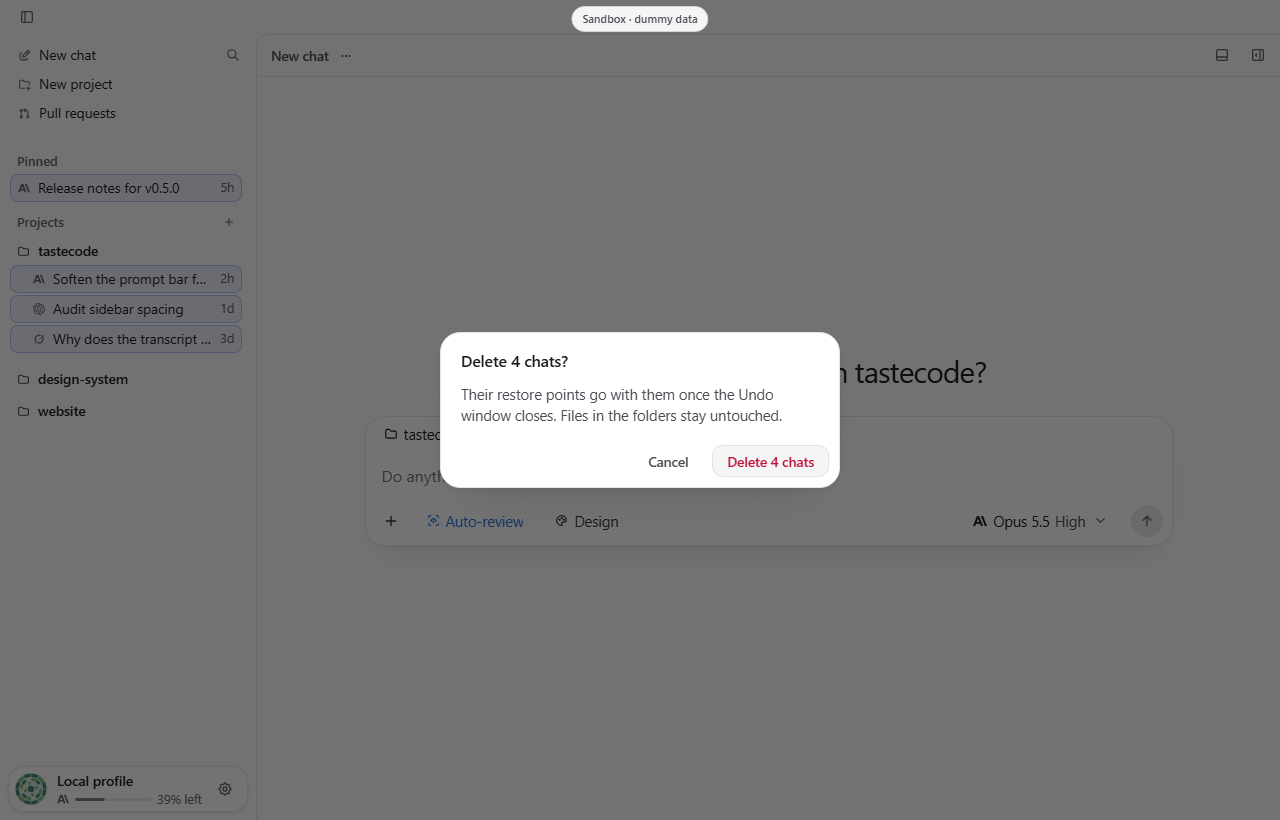 Sandbox · dummy data
New chat
New project
Pull requests
Pinned
Release notes for v0.5.0 5h
Projects
tastecode
Soften the prompt bar f... 2h
Audit sidebar spacing 1d
Why does the transcript ... 3d
design-system
website
Local profile
39% left
New chat ...
tastecode?
Delete 4 chats?
Their restore points go with them once the Undo
window closes. Files in the folders stay untouched.
Cancel Delete 4 chats
Auto-review Design Opus 5.5 High